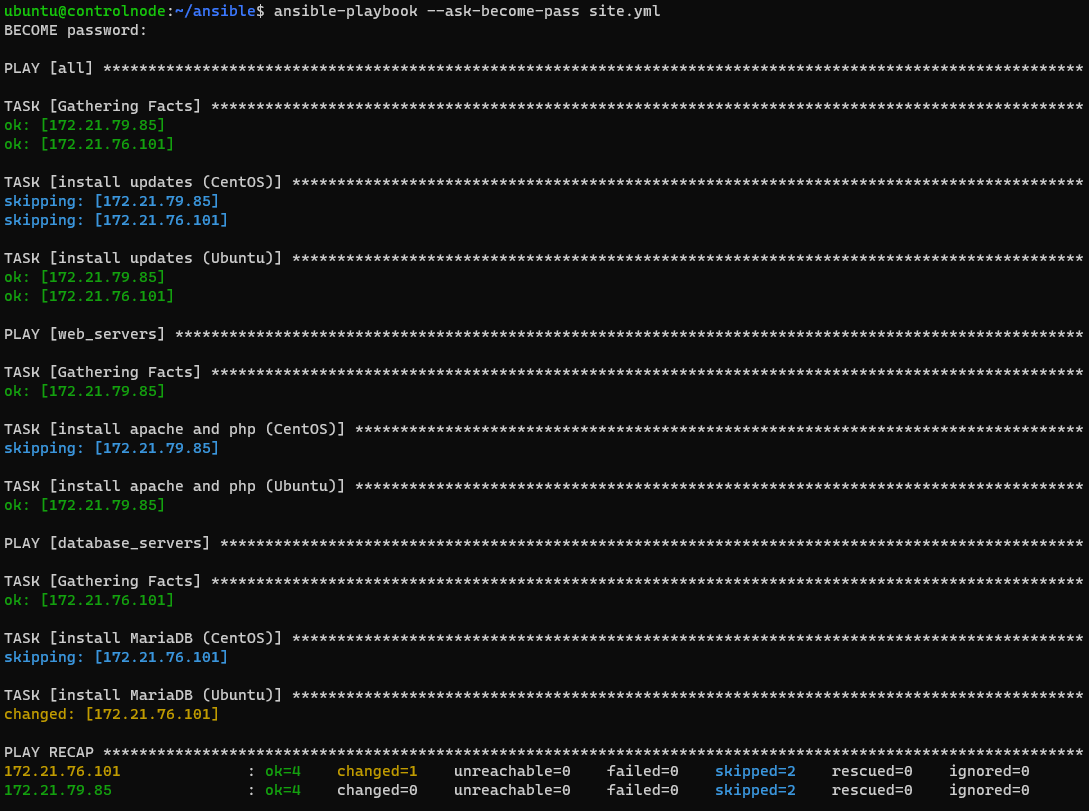 ubuntu@controlnode:~/ansible$ ansible-playbook --ask-become-pass site.yml
BECOME password:
PLAY [all] *************************************************************************************************************
TASK [Gathering Facts] *************************************************************************************************
ok: [172.21.79.85]
ok: [172.21.76.101]
TASK [install updates (CentOS)] ****************************************************************************************
skipping: [172.21.79.85]
skipping: [172.21.76.101]
TASK [install updates (Ubuntu)] ****************************************************************************************
ok: [172.21.79.85]
ok: [172.21.76.101]
PLAY [web_servers] *****************************************************************************************************
TASK [Gathering Facts] *************************************************************************************************
ok: [172.21.79.85]
TASK [install apache and php (CentOS)] *********************************************************************************
skipping: [172.21.79.85]
TASK [install apache and php (Ubuntu)] *********************************************************************************
ok: [172.21.79.85]
PLAY [database_servers] ************************************************************************************************
TASK [Gathering Facts] *************************************************************************************************
ok: [172.21.76.101]
TASK [install MariaDB (CentOS)] ****************************************************************************************
skipping: [172.21.76.101]
TASK [install MariaDB (Ubuntu)] ****************************************************************************************
changed: [172.21.76.101]
PLAY RECAP *************************************************************************************************************
172.21.76.101              : ok=4    changed=1    unreachable=0    failed=0    skipped=2    rescued=0    ignored=0
172.21.79.85               : ok=4    changed=0    unreachable=0    failed=0    skipped=2    rescued=0    ignored=0